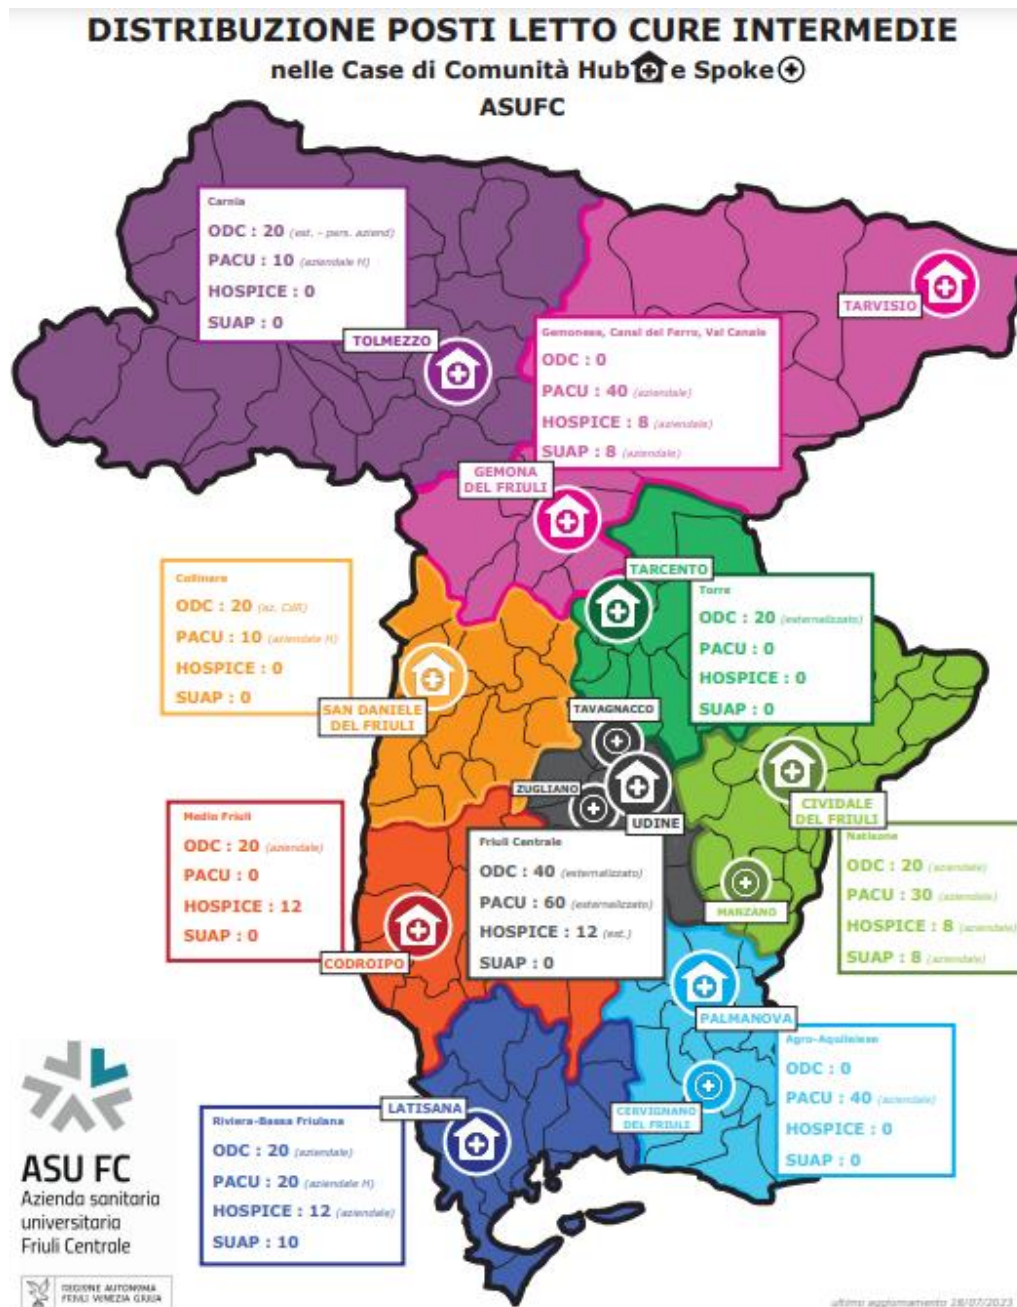 DISTRIBUZIONE POSTI LETTO CURE INTERMEDIE
nelle Case di Comunità Hub e Spoke
ASUFC
Carnia
ODC : 20 (est. - pers. aziend)
PACU : 10 (aziendale H)
HOSPICE : 0
SUAP : 0
TOLMEZZO
TARVISIO
Gemonese, Canal del Ferro, Val Canale
ODC : 0
PACU : 40 (aziendale)
HOSPICE : 8 (aziendale)
SUAP : 8 (aziendale)
GEMONA
DEL FRIULI
TARCENTO
Collinare
ODC : 20 (az. CdR)
PACU : 10 (aziendale H)
HOSPICE : 0
SUAP : 0
SAN DANIELE
DEL FRIULI
Torre
ODC : 20 (esternalizzato)
PACU : 0
HOSPICE : 0
SUAP : 0
TAVAGNACCO
ZUGLIANO
UDINE
CIVIDALE
DEL FRIULI
Medio Friuli
ODC : 20 (aziendale)
PACU : 0
HOSPICE : 12
SUAP : 0
CODROIPO
Friuli Centrale
ODC : 40 (esternalizzato)
PACU : 60 (esternalizzato)
HOSPICE : 12 (est.)
SUAP : 0
Natisone
ODC : 20 (aziendale)
PACU : 30 (aziendale)
HOSPICE : 8 (aziendale)
SUAP : 8 (aziendale)
MANZANO
PALMANOVA
Agro-Aquileiese
ODC : 0
PACU : 40 (aziendale)
HOSPICE : 0
SUAP : 0
CERVIGNANO
DEL FRIULI
LATISANA
Riviera-Bassa Friulana
ODC : 20 (aziendale)
PACU : 20 (aziendale H)
HOSPICE : 12 (aziendale)
SUAP : 10
ASU FC
Azienda sanitaria
universitaria
Friuli Centrale
REGIONE AUTONOMA
FRIULI VENEZIA GIULIA
ultimo aggiornamento 28/07/2023